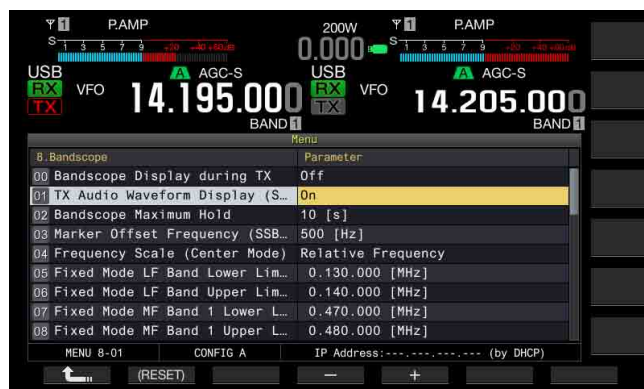 1 P.AMP 200W 1 P.AMP
S 1 3 5 7 9 +20 +40 +60dB 0.000 S 1 3 5 7 9 +20 +40 +60dB
USB A AGC-S USB A AGC-S
RX TX VFO 14.195.000 RX TX VFO 14.205.000
BAND 1 BAND 1
Menu
8.Bandscope Parameter
00 Bandscope Display during TX Off
01 TX Audio Waveform Display (S… On
02 Bandscope Maximum Hold 10 [s]
03 Marker Offset Frequency (SSB… 500 [Hz]
04 Frequency Scale (Center Mode) Relative Frequency
05 Fixed Mode LF Band Lower Lim… 0.130.000 [MHz]
06 Fixed Mode LF Band Upper Lim… 0.140.000 [MHz]
07 Fixed Mode MF Band 1 Lower L… 0.470.000 [MHz]
08 Fixed Mode MF Band 1 Upper L… 0.480.000 [MHz]
MENU 8-01 CONFIG A IP Address:---.---.---.--- (by DHCP)
(RESET) − +